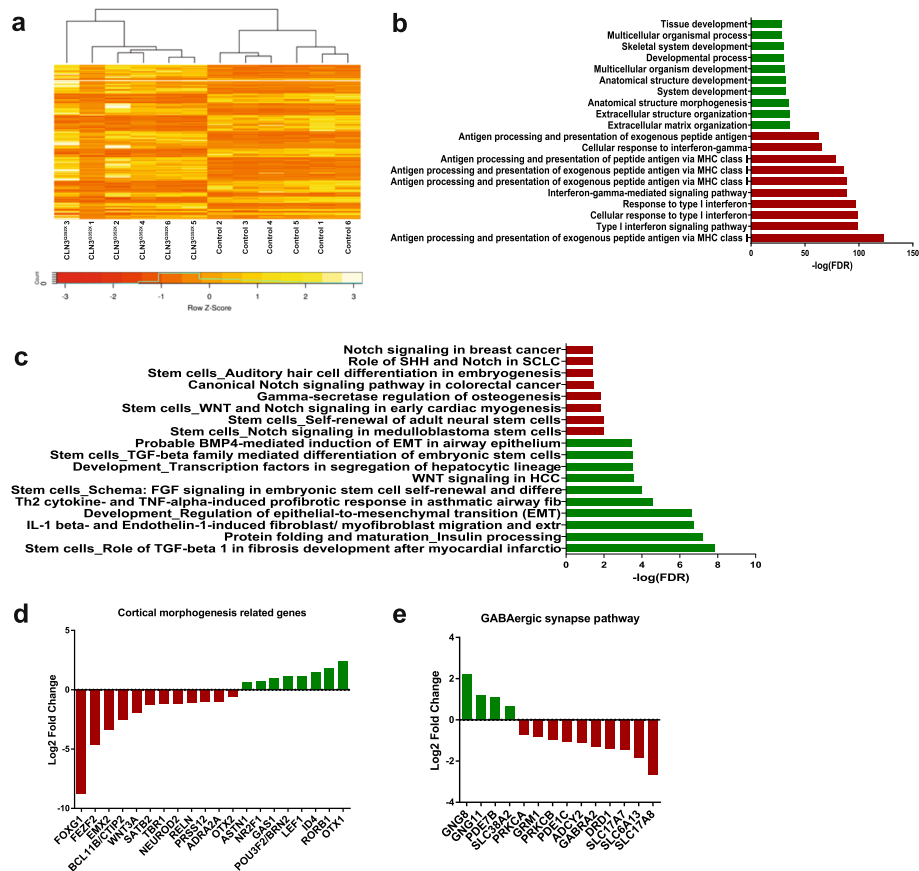 a
CLN3Q352X 3
CLN3Q352X 1
CLN3Q352X 2
CLN3Q352X 4
CLN3Q352X 6
CLN3Q352X 5
Control 2
Control 3
Control 4
Control 5
Control 1
Control 6
Count
0
-3 -2 -1 0 1 2 3
Row Z-Score
b
Tissue development
Multicellular organismal process
Skeletal system development
Developmental process
Multicellular organism development
Anatomical structure development
System development
Anatomical structure morphogenesis
Extracellular structure organization
Extracellular matrix organization
Antigen processing and presentation of exogenous peptide antigen
Cellular response to interferon-gamma
Antigen processing and presentation of peptide antigen via MHC class I
Antigen processing and presentation of exogenous peptide antigen via MHC class I
Antigen processing and presentation of exogenous peptide antigen via MHC class I
Interferon-gamma-mediated signaling pathway
Response to type I interferon
Cellular response to type I interferon
Type I interferon signaling pathway
Antigen processing and presentation of exogenous peptide antigen via MHC class I
0 50 100 150
-log(FDR)
c
Notch signaling in breast cancer
Role of SHH and Notch in SCLC
Stem cells_Auditory hair cell differentiation in embryogenesis
Canonical Notch signaling pathway in colorectal cancer
Gamma-secretase regulation of osteogenesis
Stem cells_WNT and Notch signaling in early cardiac myogenesis
Stem cells_Self-renewal of adult neural stem cells
Stem cells_Notch signaling in medulloblastoma stem cells
Probable BMP4-mediated induction of EMT in airway epithelium
Stem cells_TGF-beta family mediated differentiation of embryonic stem cells
Development_Transcription factors in segregation of hepatocytic lineage
WNT signaling in HCC
Stem cells_Schema: FGF signaling in embryonic stem cell self-renewal and differe
Th2 cytokine- and TNF-alpha-induced profibrotic response in asthmatic airway fib
Development_Regulation of epithelial-to-mesenchymal transition (EMT)
IL-1 beta- and Endothelin-1-induced fibroblast/ myofibroblast migration and extr
Protein folding and maturation_Insulin processing
Stem cells_Role of TGF-beta 1 in fibrosis development after myocardial infarctio
0 2 4 6 8 10
-log(FDR)
d
Cortical morphogenesis related genes
Log2 Fold Change
5
0
-5
-10
FOXG1
FEZF2
EMX2
BCL11B/CTIP2
WNT3A
SATB2
TBR1
NEUROD2
RELN
PRSS12
ADRA2A
OTX2
ASTN1
NR2F1
GAS1
POU3F2/BRN2
LEF1
ID4
RORB1
OTX1
e
GABAergic synapse pathway
Log2 Fold Change
4
2
0
-2
-4
GNG8
GNG11
PDE7B
SLC38A2
PRKCA
GRM1
PRKCB
PDE1C
ADCY2
GABRA2
DRD1
SLC17A7
SLC6A13
SLC17A8